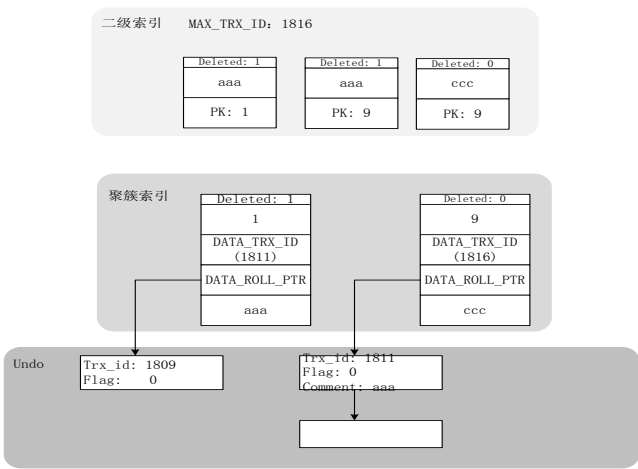 二级索引 MAX_TRX_ID: 1816
Deleted: 1 Deleted: 1 Deleted: 0
aaa aaa ccc
PK: 1 PK: 9 PK: 9
聚簇索引
Deleted: 1 Deleted: 0
1 9
DATA_TRX_ID DATA_TRX_ID
(1811) (1816)
DATA_ROLL_PTR DATA_ROLL_PTR
aaa ccc
Undo
Trx_id: 1809
Flag: 0
Trx_id: 1811
Flag: 0
Comment: aaa